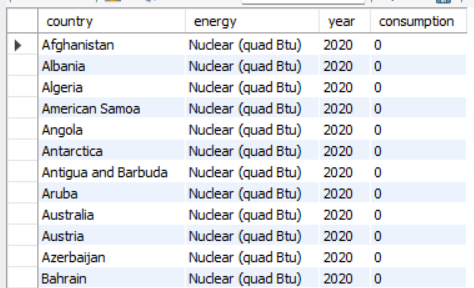 country energy year consumption
Afghanistan Nuclear (quad Btu) 2020 0
Albania Nuclear (quad Btu) 2020 0
Algeria Nuclear (quad Btu) 2020 0
American Samoa Nuclear (quad Btu) 2020 0
Angola Nuclear (quad Btu) 2020 0
Antarctica Nuclear (quad Btu) 2020 0
Antigua and Barbuda Nuclear (quad Btu) 2020 0
Aruba Nuclear (quad Btu) 2020 0
Australia Nuclear (quad Btu) 2020 0
Austria Nuclear (quad Btu) 2020 0
Azerbaijan Nuclear (quad Btu) 2020 0
Bahrain Nuclear (quad Btu) 2020 0